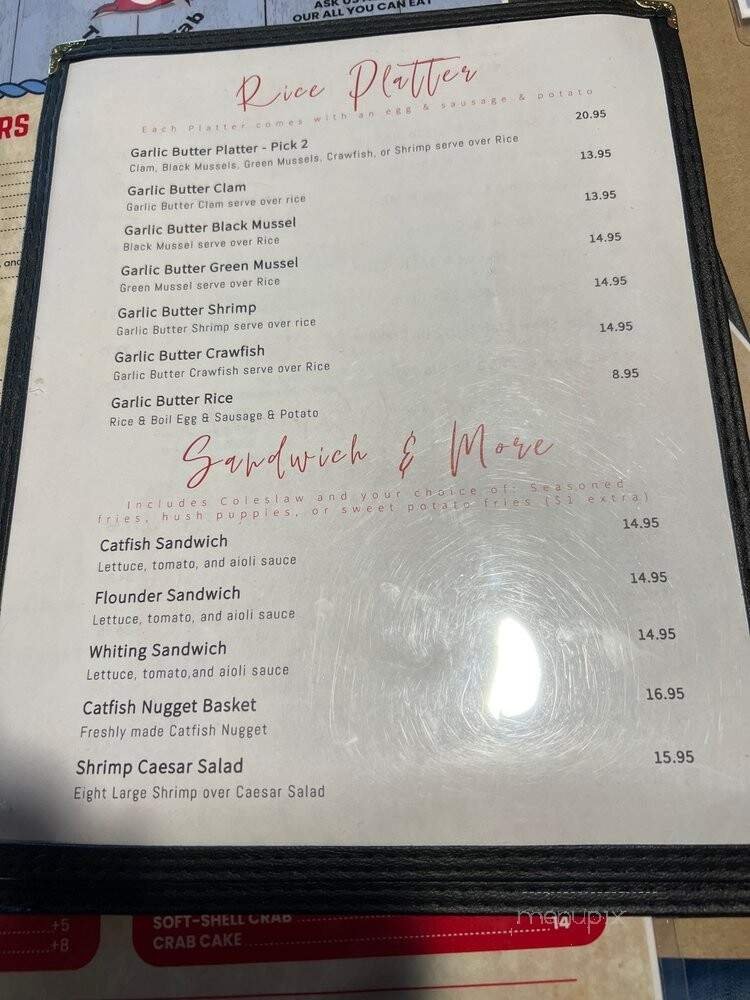 ASK US
OUR ALL YOU CAN EAT
RS
Rice Platter
Each Platter comes with an egg & sausage & potato
Garlic Butter Platter - Pick 2 20.95
Clam, Black Mussels, Green Mussels, Crawfish, or Shrimp serve over Rice
Garlic Butter Clam 13.95
Garlic Butter Clam serve over rice
Garlic Butter Black Mussel 13.95
Black Mussel serve over Rice
Garlic Butter Green Mussel 14.95
Green Mussel serve over Rice
Garlic Butter Shrimp 14.95
Garlic Butter Shrimp serve over rice
Garlic Butter Crawfish 14.95
Garlic Butter Crawfish serve over Rice
Garlic Butter Rice 8.95
Rice & Boil Egg & Sausage & Potato
Sandwich & More
Includes Coleslaw and your choice of: Seasoned
fries, hush puppies, or sweet potato fries ($1 extra)
Catfish Sandwich 14.95
Lettuce, tomato, and aioli sauce
Flounder Sandwich 14.95
Lettuce, tomato, and aioli sauce
Whiting Sandwich 14.95
Lettuce, tomato,and aioli sauce
Catfish Nugget Basket 16.95
Freshly made Catfish Nugget
Shrimp Caesar Salad 15.95
Eight Large Shrimp over Caesar Salad
+5
+8
SOFT-SHELL CRAB
CRAB CAKE 14
menupix